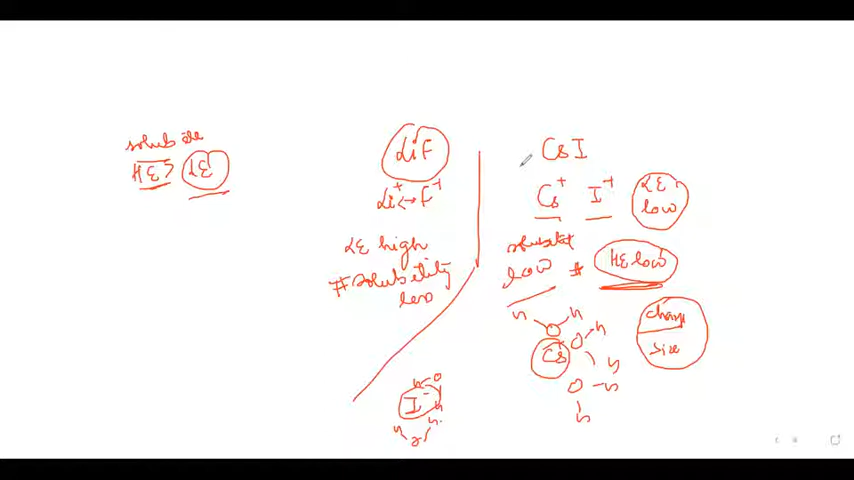 soluble
HE > LE
LiF
Li+ ↔ F-
LE high
# solubility
less
CsI
Cs+ I-
LE
low
solubility
low # HE low
charge
size
H H
O
Cs+ O H
H
O H
H
H O
I- H
H
H O